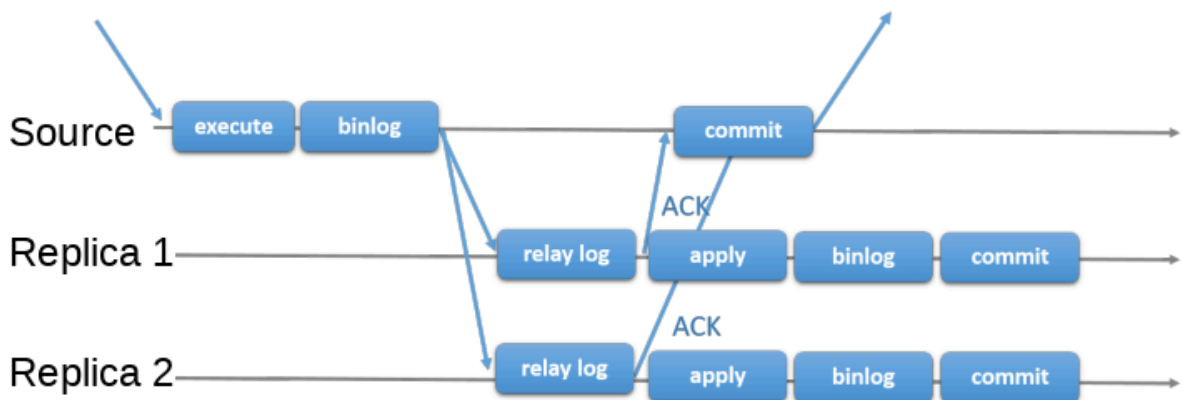 Source execute binlog commit
ACK
Replica 1 relay log apply binlog commit
ACK
Replica 2 relay log apply binlog commit